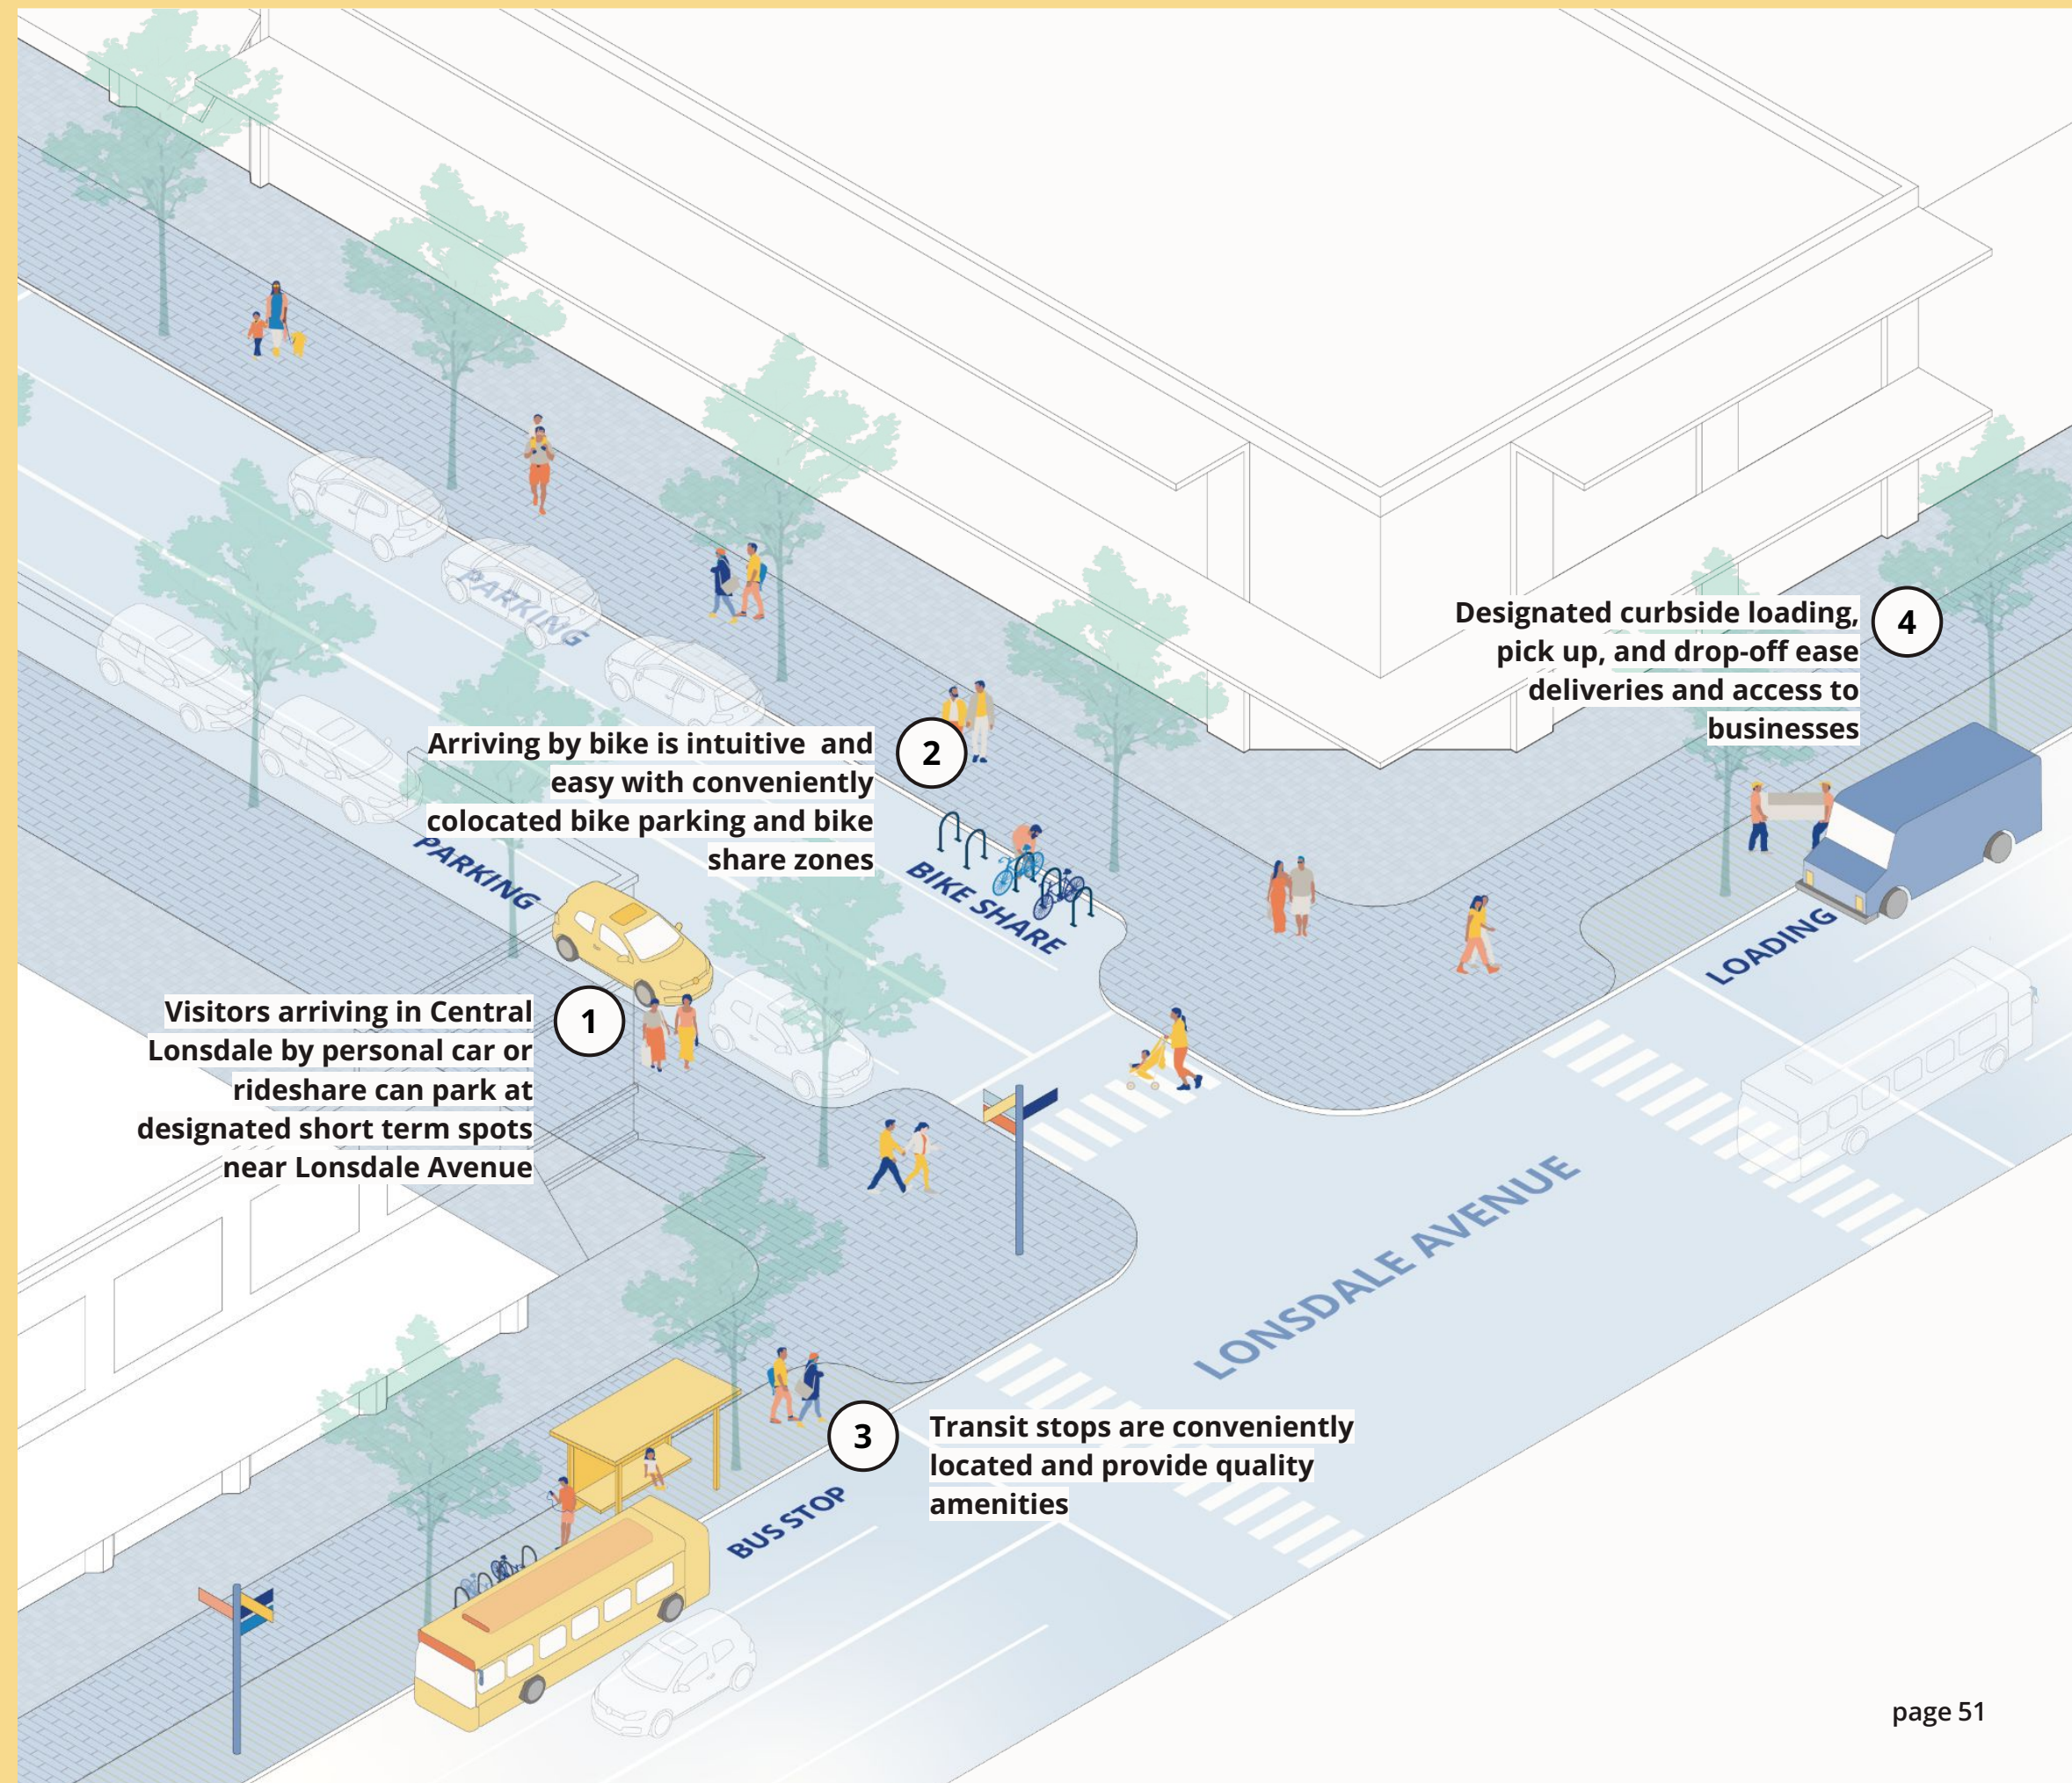 Designated curbside loading,
pick up, and drop-off ease
deliveries and access to
businesses
4
PARKING
Arriving by bike is intuitive  and
easy with conveniently
colocated bike parking and bike
share zones
2
PARKING
BIKE SHARE
LOADING
Visitors arriving in Central
Lonsdale by personal car or
rideshare can park at
designated short term spots
near Lonsdale Avenue
1
LONSDALE AVENUE
3
Transit stops are conveniently
located and provide quality
amenities
BUS STOP
page 51